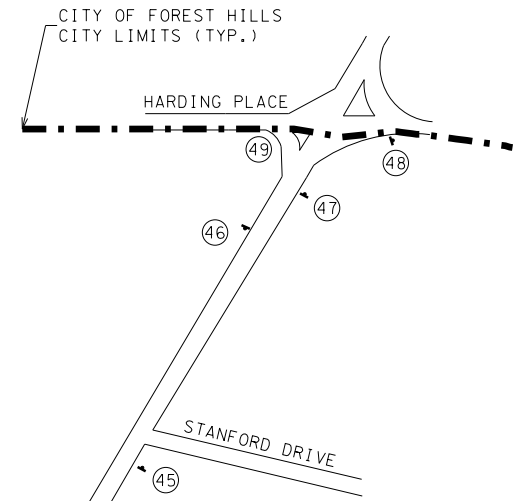 CITY OF FOREST HILLS
CITY LIMITS (TYP.)
HARDING PLACE
49
48
47
46
STANFORD DRIVE
45